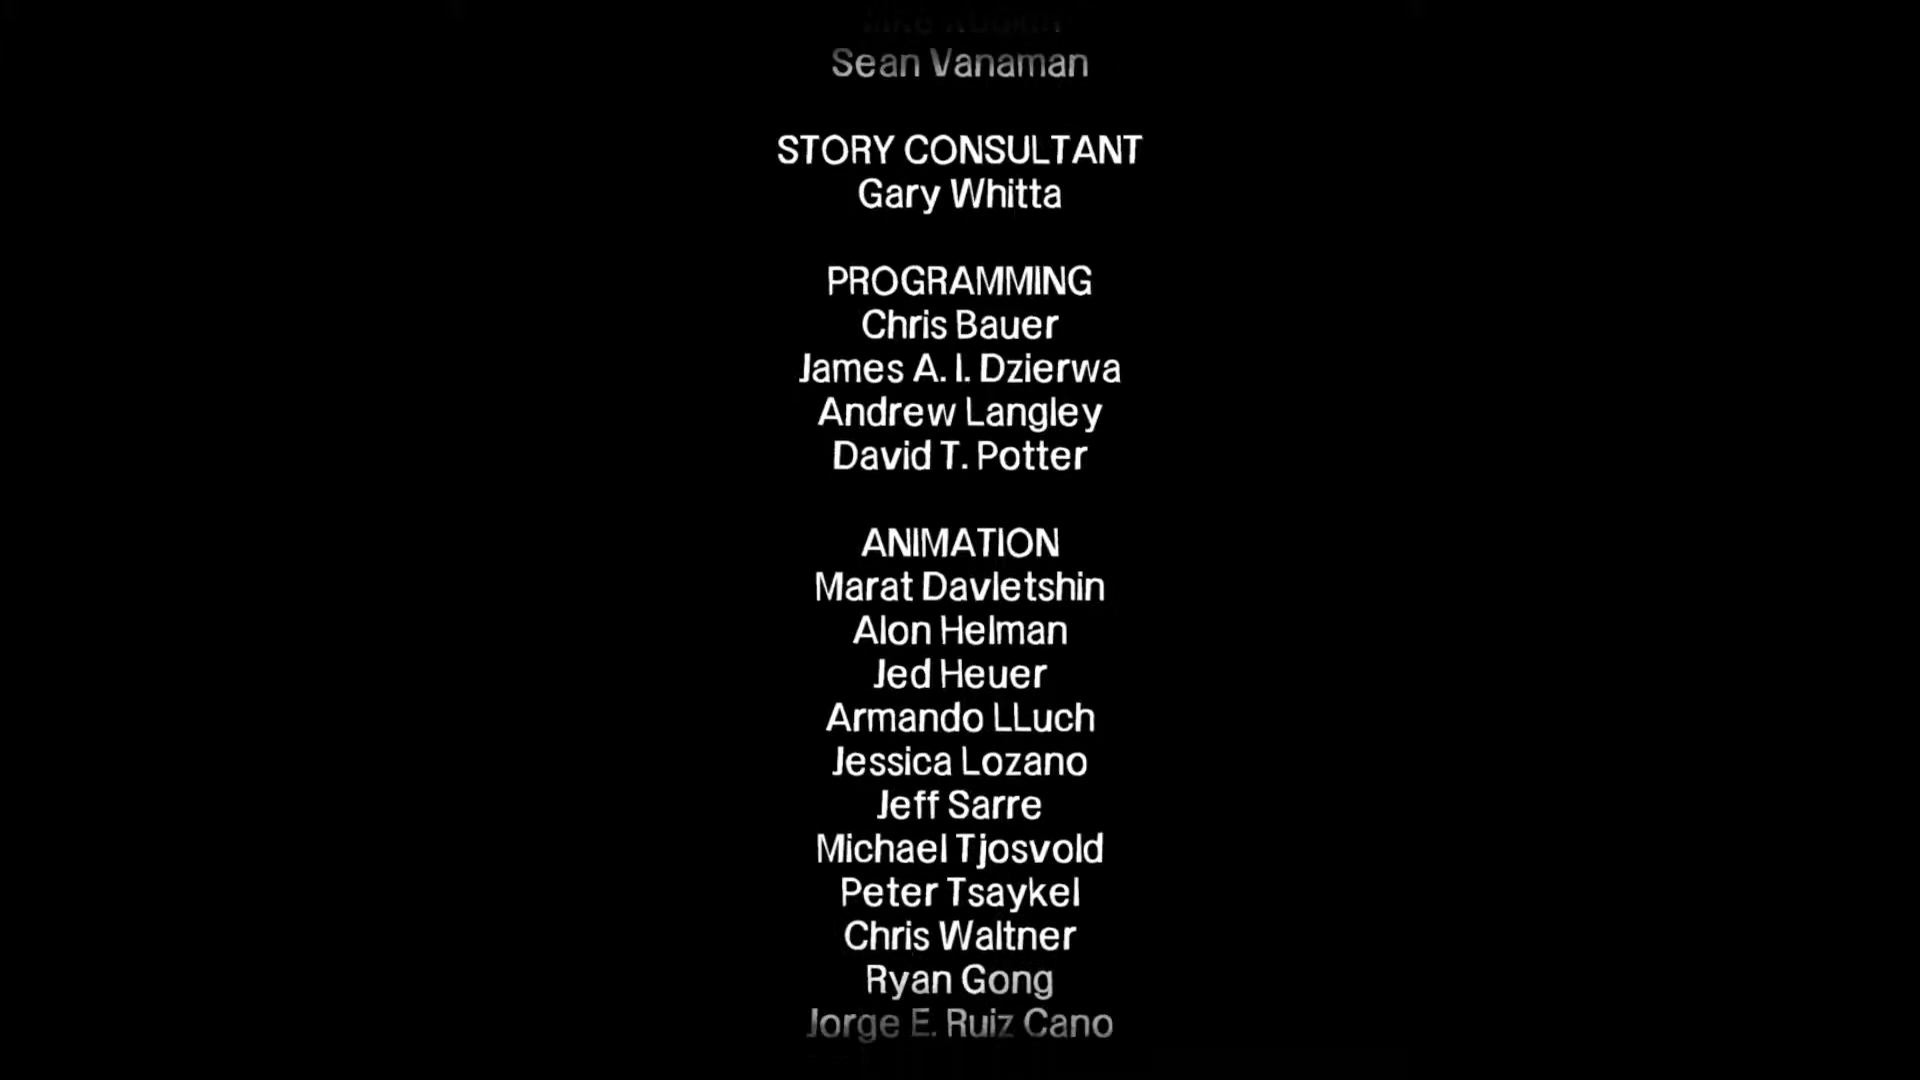 Sean Vanaman
STORY CONSULTANT
Gary Whitta
PROGRAMMING
Chris Bauer
James A. I. Dzierwa
Andrew Langley
David T. Potter
ANIMATION
Marat Davletshin
Alon Helman
Jed Heuer
Armando LLuch
Jessica Lozano
Jeff Sarre
Michael Tjosvold
Peter Tsaykel
Chris Waltner
Ryan Gong
Jorge E. Ruiz Cano